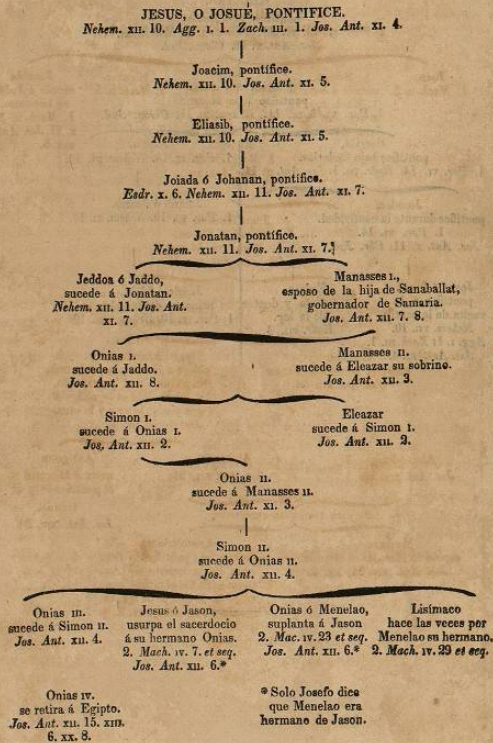 JESUS, O JOSUÉ, PONTIFICE.
Nehem. XII. 10. Agg. I. 1. Zach. III. 1. Jos. Ant. XI. 4.
Joacim, pontífice.
Nehem. XII. 10. Jos. Ant. XI. 5.
Eliasib, pontífice.
Nehem. XII. 10. Jos. Ant. XI. 5.
Joiada ó Johanan, pontífice.
Esdr. X. 6. Nehem. XII. 11. Jos. Ant. XI. 7.
Jonatan, pontífice.
Nehem. XII. 11. Jos. Ant. XI. 7.
Jeddoa ó Jaddo,
sucede á Jonatan.
Nehem. XII. 11. Jos. Ant.
XI. 7.
Manasses I.,
esposo de la hija de Sanaballat,
gobernador de Samaria.
Jos. Ant. XII. 7. 8.
Onias I.
sucede á Jaddo.
Jos. Ant. XII. 8.
Manasses II.
sucede á Eleazar su sobrino.
Jos. Ant. XII. 3.
Simon I.
sucede á Onias I.
Jos. Ant. XII. 2.
Eleazar
sucede á Simon I.
Jos. Ant. XII. 2.
Onias II.
sucede á Manasses II.
Jos. Ant. XI. 3.
Simon II.
sucede á Onias II.
Jos. Ant. XII. 4.
Onias III.
sucede á Simon II.
Jos. Ant. XII. 4.
Jesus ó Jason,
usurpa el sacerdocio
á su hermano Onias.
2. Mach. IV. 7. et seq.
Jos. Ant. XII. 6.*
Onias ó Menelao,
suplanta á Jason
2. Mac. IV. 23 et seq.
Jos. Ant. XII. 6.*
Lisímaco
hace las veces por
Menelao su hermano.
2. Mach. IV. 29 et seq.
Onias IV.
se retira á Egipto.
Jos. Ant. XII. 15. XIII.
6. XX. 8.
* Solo Josefo dice
que Menelao era
hermano de Jason.